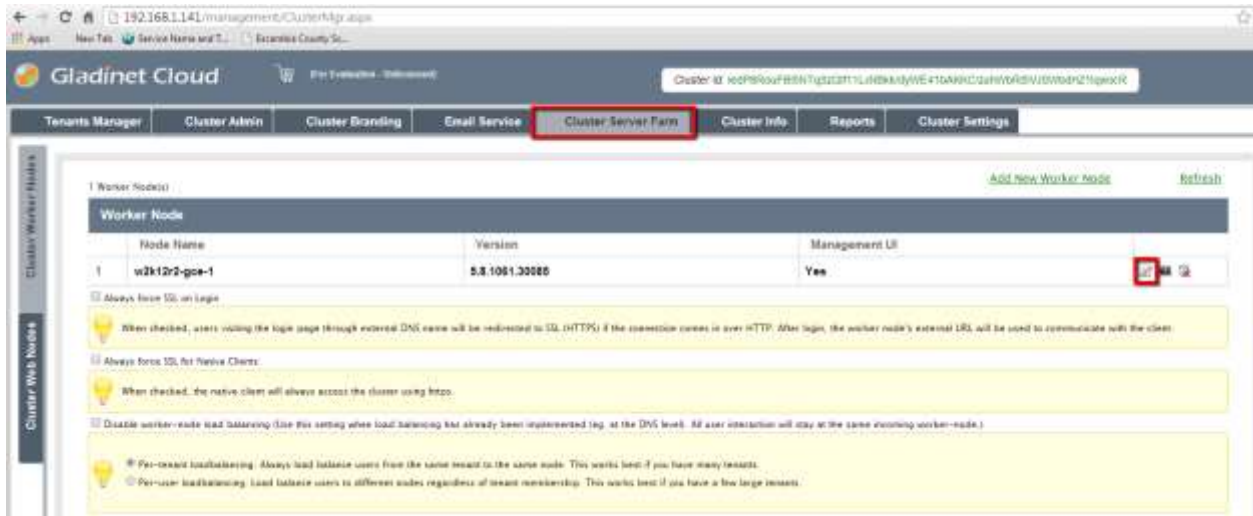 192.168.1.141/management/ClusterMgr.aspx
Apps New Tab Service Name and T... Escambia County Sc...
Gladinet Cloud
Cluster Id:
Tenants Manager Cluster Admin Cluster Branding Email Service Cluster Server Farm Cluster Info Reports Cluster Settings
Cluster Worker Nodes
Cluster Web Nodes
1 Worker Node(s) Add New Worker Node Refresh
Worker Node
Node Name Version Management UI
1 w2k12r2-gce-1 5.8.1061.30088 Yes
Always force SSL on Login
When checked, users visiting the login page through external DNS name will be redirected to SSL (HTTPS) if the connection comes in over HTTP. After login, the worker node's external URL will be used to communicate with the client.
Always force SSL for Native Clients
When checked, the native client will always access the cluster using https.
Disable worker-node load balancing (Use this setting when load balancing has already been implemented (eg. at the DNS level). All user interaction will stay at the same incoming worker-node.)
Per-tenant loadbalancing: Always load balance users from the same tenant to the same node. This works best if you have many tenants.
Per-user loadbalancing: Load balance users to different nodes regardless of tenant membership. This works best if you have a few large tenants.